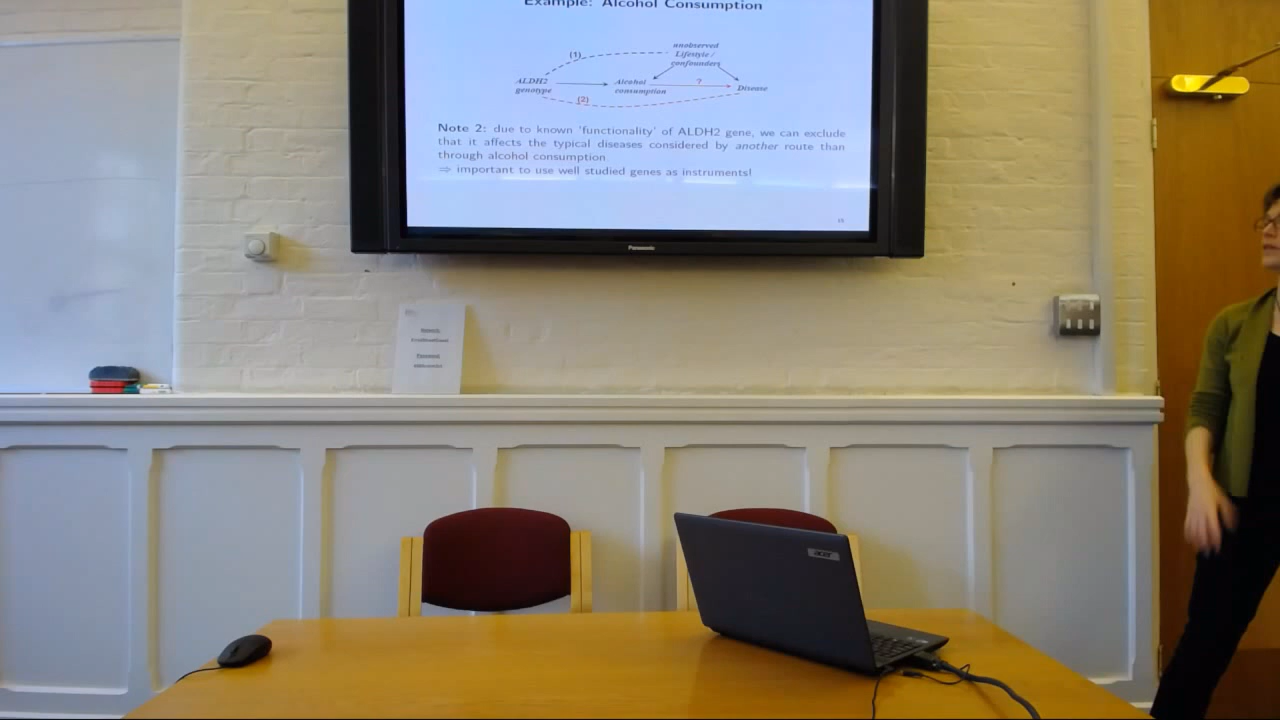 Example: Alcohol Consumption
(1)
unobserved
Lifestyle /
confounders
ALDH2
genotype
Alcohol
consumption
?
Disease
(2)
Note 2: due to known 'functionality' of ALDH2 gene, we can exclude
that it affects the typical diseases considered by another route than
through alcohol consumption
⇒ important to use well studied genes as instruments!
15
Panasonic
acer